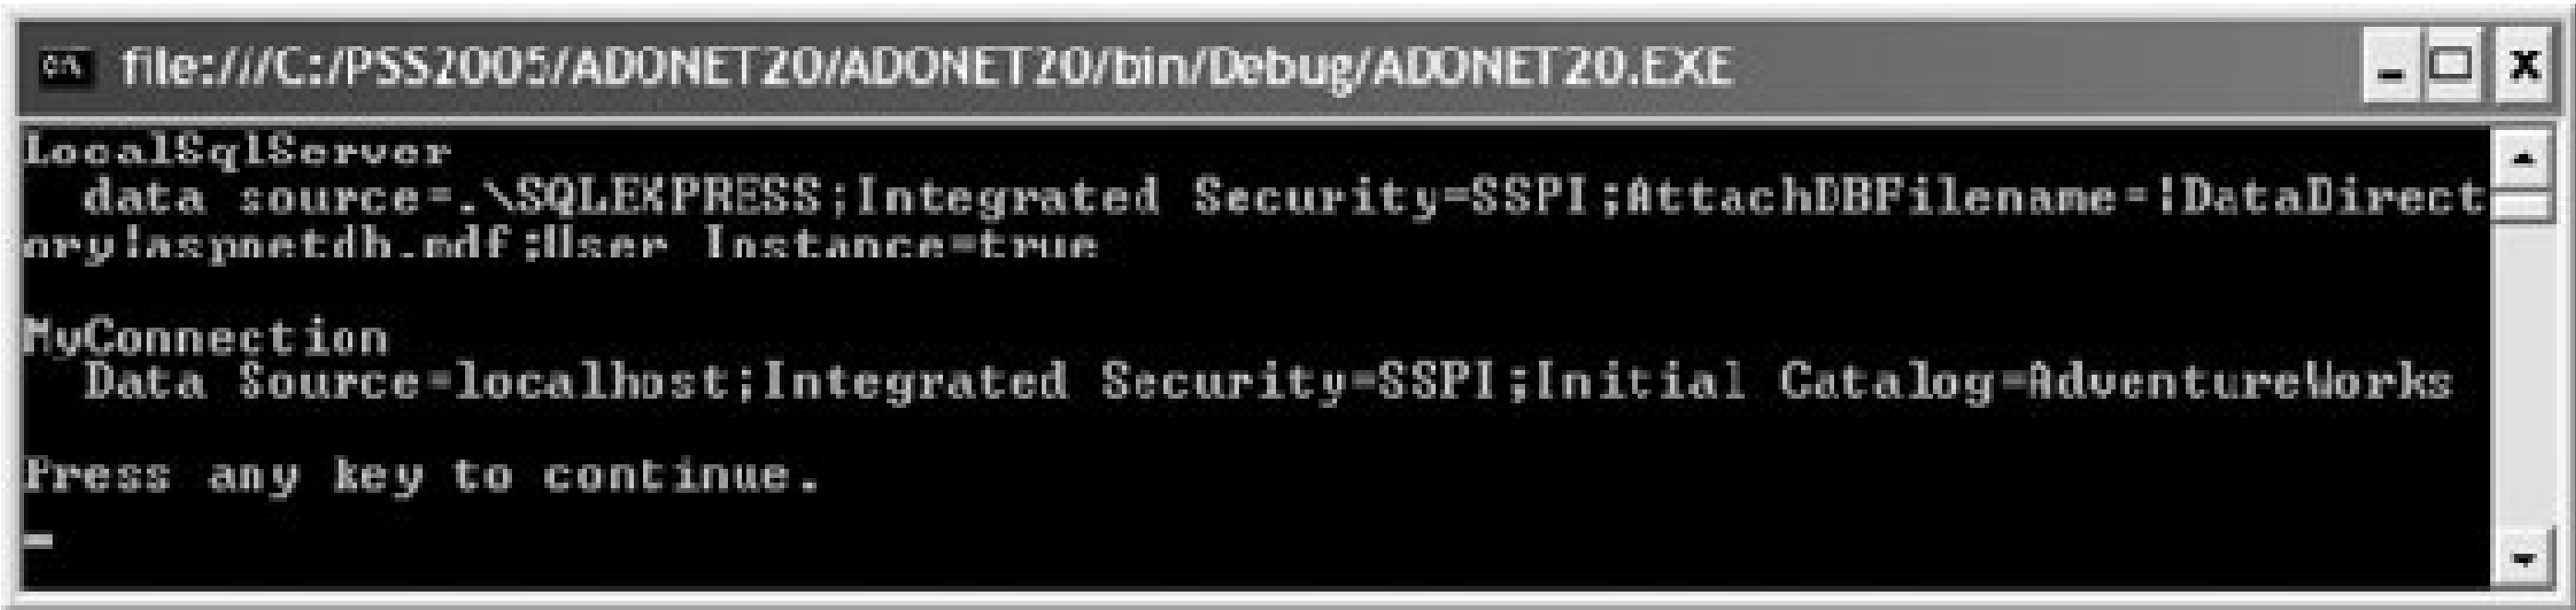 file:///C:/PSS2005/ADONET20/ADONET20/bin/Debug/ADONET20.EXE
LocalSqlServer
data source=.\SQLEXPRESS;Integrated Security=SSPI;AttachDBFilename=|DataDirect
ory|aspnetdb.mdf;User Instance=true
MyConnection
Data Source=localhost;Integrated Security=SSPI;Initial Catalog=AdventureWorks
Press any key to continue.